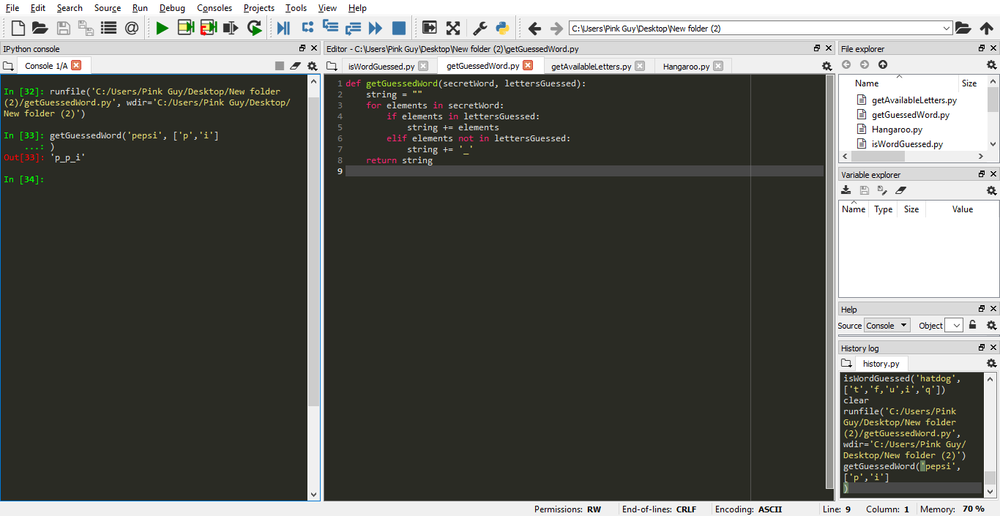 File Edit Search Source Run Debug Consoles Projects Tools View Help
C:\Users\Pink Guy\Desktop\New folder (2)
IPython console
Console 1/A
In [32]: runfile('C:/Users/Pink Guy/Desktop/New folder
(2)/getGuessedWord.py', wdir='C:/Users/Pink Guy/Desktop/
New folder (2)')
In [33]: getGuessedWord('pepsi', ['p','i']
...: )
Out[33]: 'p_p_i'
In [34]:
Editor - C:\Users\Pink Guy\Desktop\New folder (2)\getGuessedWord.py
isWordGuessed.py getGuessedWord.py getAvailableLetters.py Hangaroo.py
1 def getGuessedWord(secretWord, lettersGuessed):
2 string = ""
3 for elements in secretWord:
4 if elements in lettersGuessed:
5 string += elements
6 elif elements not in lettersGuessed:
7 string += '_'
8 return string
9
File explorer
Name Size
getAvailableLetters.py
getGuessedWord.py
Hangaroo.py
isWordGuessed.py
Variable explorer
Name Type Size Value
Help
Source Console Object
History log
history.py
isWordGuessed('hatdog',
['t','f,'u',i','q'])
clear
runfile('C:/Users/Pink
Guy/Desktop/New folder
(2)/getGuessedWord.py',
wdir='C:/Users/Pink Guy/
Desktop/New folder (2)')
getGuessedWord('pepsi',
['p','i']
)
Permissions: RW End-of-lines: CRLF Encoding: ASCII Line: 9 Column: 1 Memory: 70 %